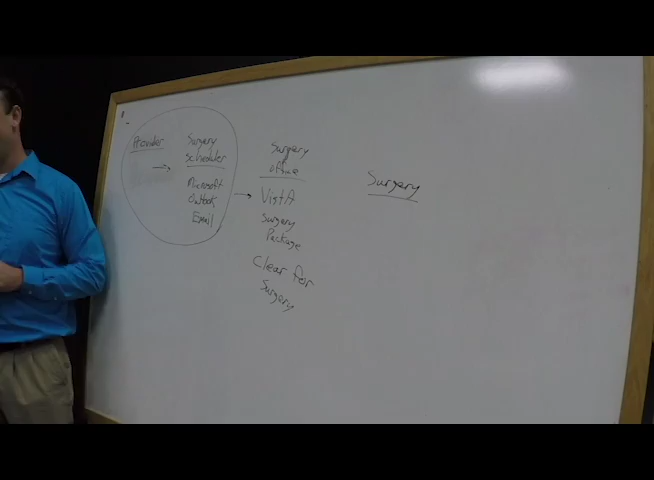 Provider
→
Surgery
Scheduler
Microsoft
Outlook
Email
→
Surgery
office
VistA
Surgery
Package
Clear for
Surgery
Surgery